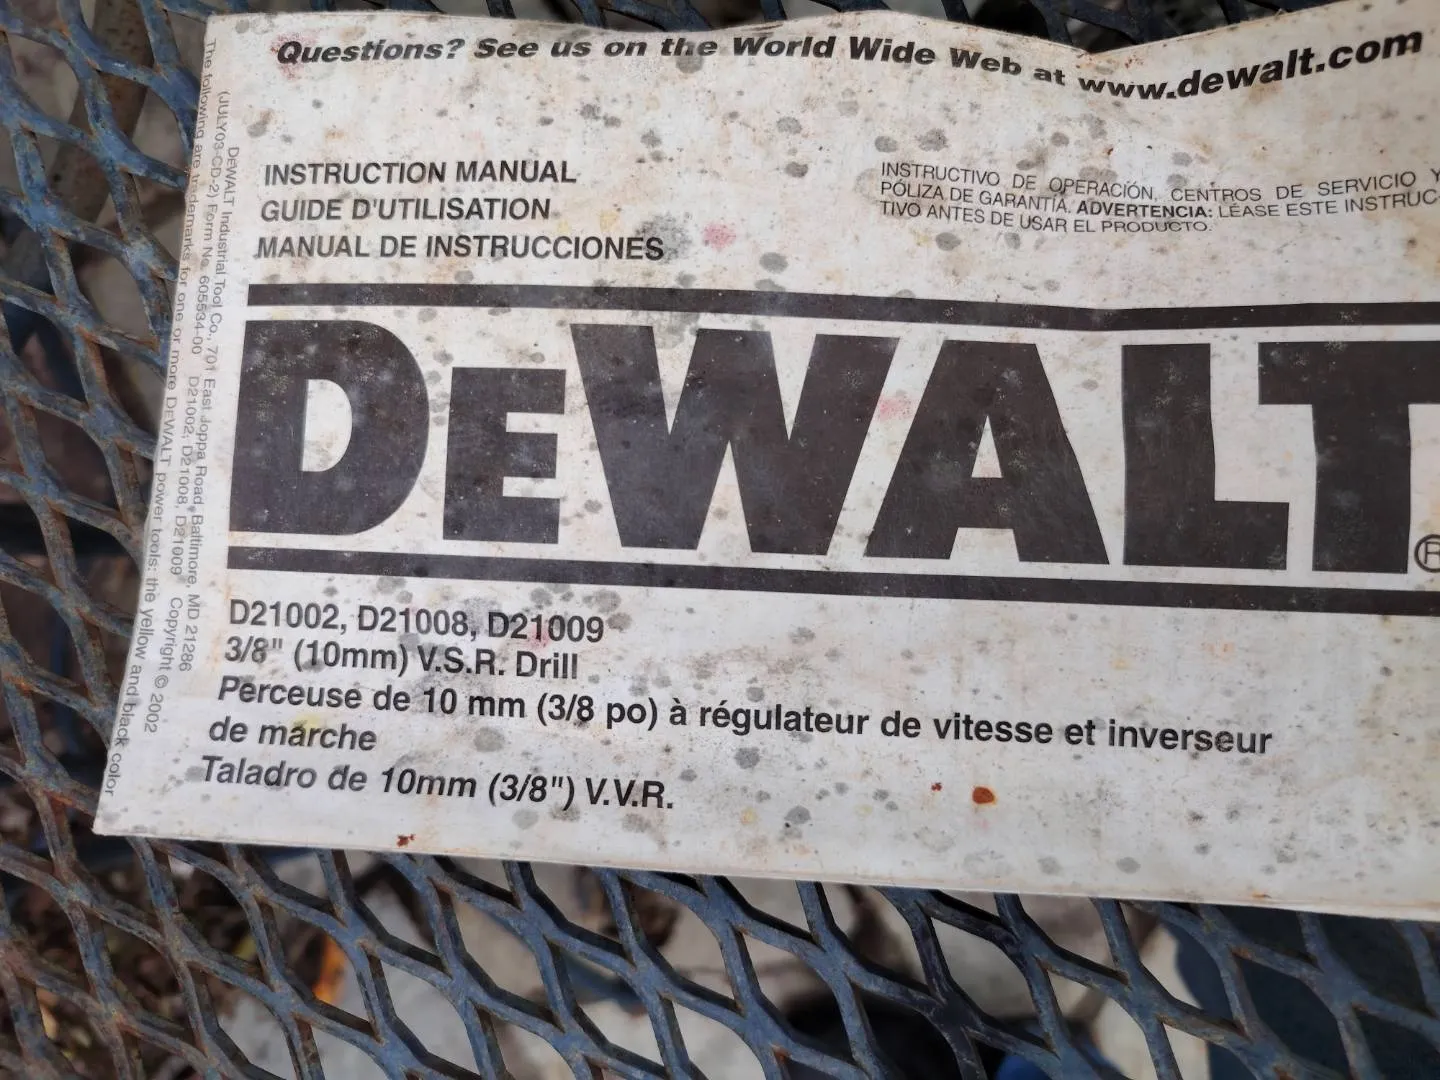 Questions? See us on the World Wide Web at www.dewalt.com
INSTRUCTION MANUAL
GUIDE D'UTILISATION
MANUAL DE INSTRUCCIONES
INSTRUCTIVO DE OPERACIÓN, CENTROS DE SERVICIO Y
PÓLIZA DE GARANTÍA. ADVERTENCIA: LÉASE ESTE INSTRUC-
TIVO ANTES DE USAR EL PRODUCTO.
DEWALT®
D21002, D21008, D21009
3/8" (10mm) V.S.R. Drill
Perceuse de 10 mm (3/8 po) à régulateur de vitesse et inverseur
de marche
Taladro de 10mm (3/8") V.V.R.
DEWALT Industrial Tool Co., 701 East Joppa Road, Baltimore, MD 21286
(JULY03-CD-2) Form No. 605534-00 D21002, D21008, D21009 Copyright © 2002
The following are trademarks for one or more DEWALT power tools: the yellow and black color